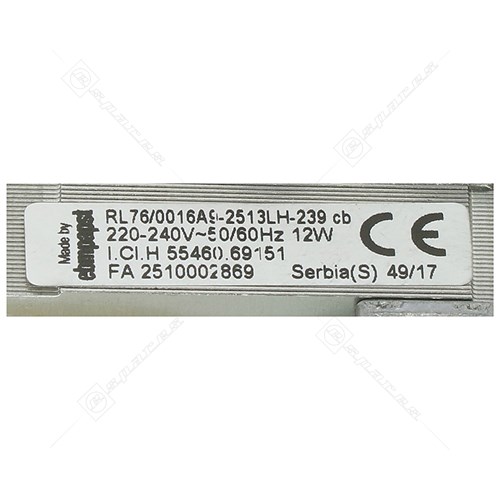 Made by
ebmpapst
RL76/0016A9-2513LH-239 cb
220-240V~50/60Hz 12W
I.Cl.H 55460.69151
FA 2510002869
Serbia(S) 49/17
CE